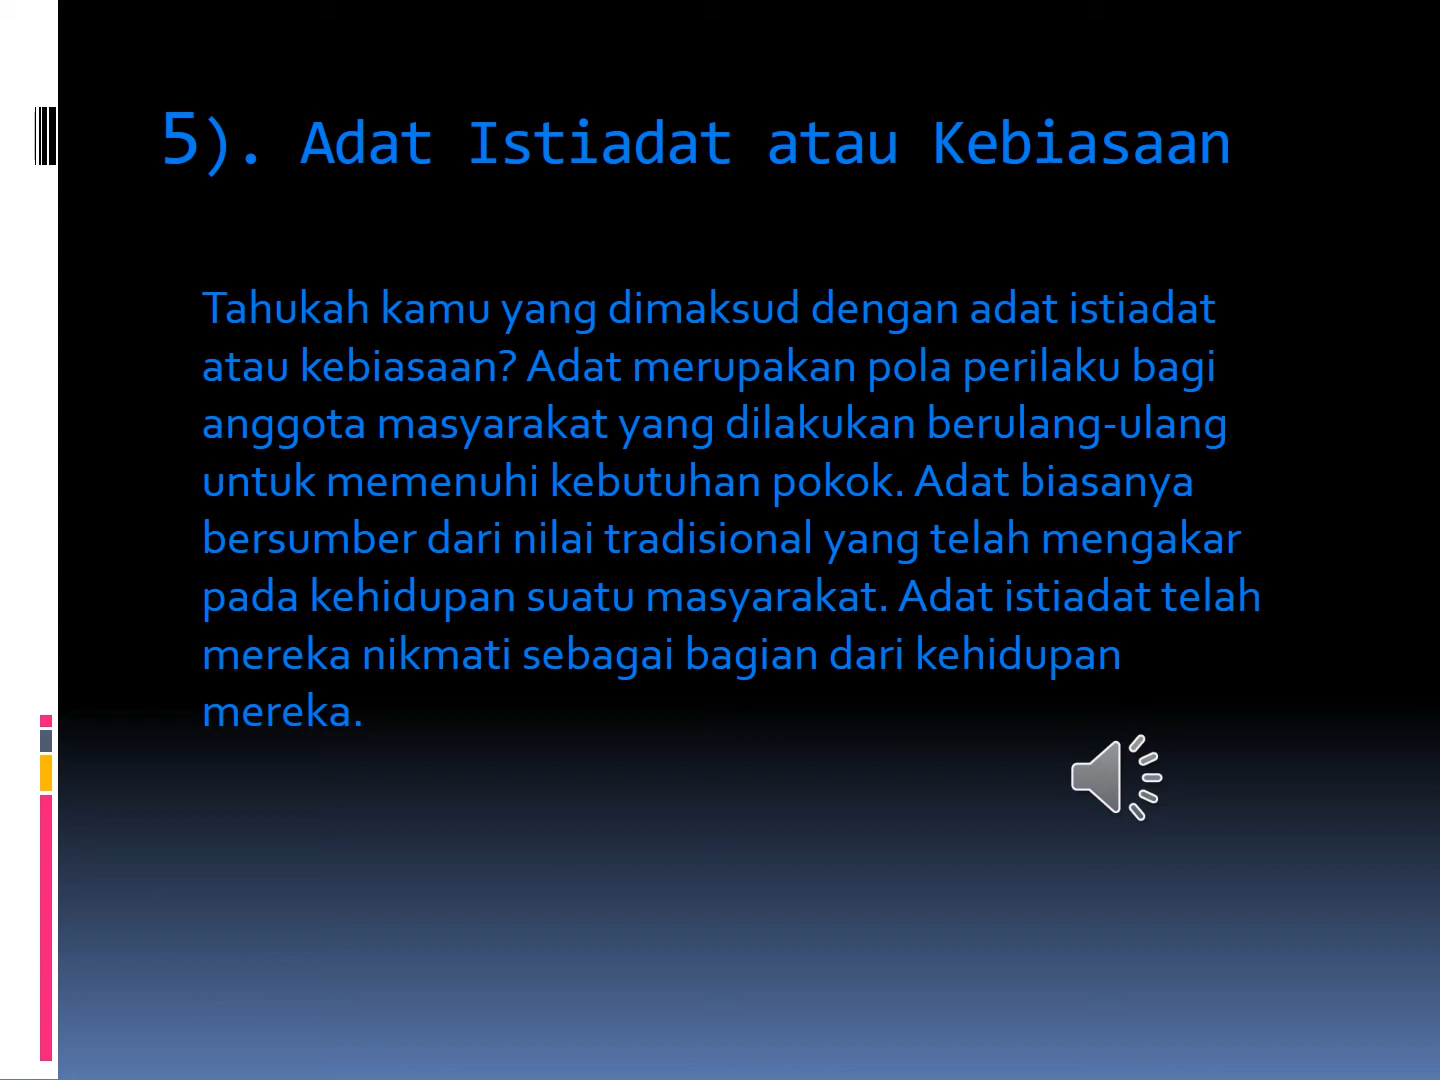 5). Adat Istiadat atau Kebiasaan
Tahukah kamu yang dimaksud dengan adat istiadat
atau kebiasaan? Adat merupakan pola perilaku bagi
anggota masyarakat yang dilakukan berulang-ulang
untuk memenuhi kebutuhan pokok. Adat biasanya
bersumber dari nilai tradisional yang telah mengakar
pada kehidupan suatu masyarakat. Adat istiadat telah
mereka nikmati sebagai bagian dari kehidupan
mereka.